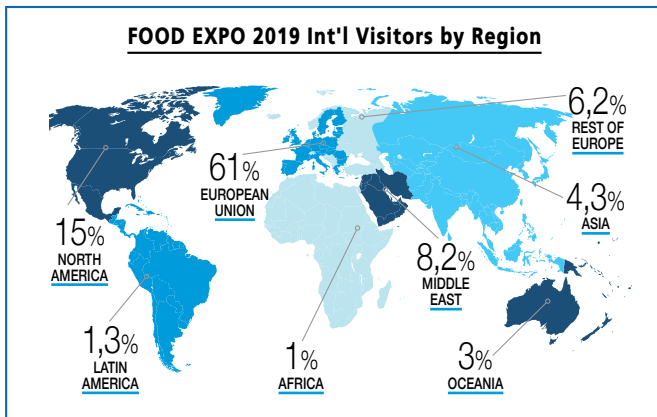 FOOD EXPO 2019 Int'l Visitors by Region
6,2%
REST OF
EUROPE
61%
EUROPEAN
UNION
4,3%
ASIA
15%
NORTH
AMERICA
8,2%
MIDDLE
EAST
1,3%
LATIN
AMERICA
1%
AFRICA
3%
OCEANIA